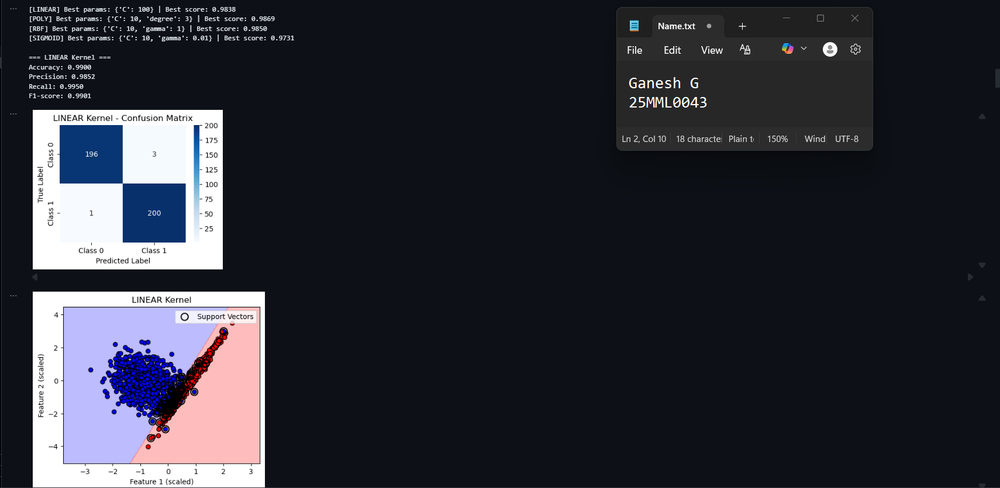 [LINEAR] Best params: {'C': 100} | Best score: 0.9838
[POLY] Best params: {'C': 10, 'degree': 3} | Best score: 0.9869
[RBF] Best params: {'C': 10, 'gamma': 1} | Best score: 0.9850
[SIGMOID] Best params: {'C': 10, 'gamma': 0.01} | Best score: 0.9731
=== LINEAR Kernel ===
Accuracy: 0.9900
Precision: 0.9852
Recall: 0.9950
F1-score: 0.9901
LINEAR Kernel - Confusion Matrix
True Label
Class 0
Class 1
196
3
1
200
Class 0
Class 1
Predicted Label
200
175
150
125
100
75
50
25
LINEAR Kernel
Support Vectors
Feature 2 (scaled)
4
2
0
−2
−4
−3
−2
−1
0
1
2
3
Feature 1 (scaled)
Name.txt
File
Edit
View
Ganesh G
25MML0043
Ln 2, Col 10
18 character
Plain t
150%
Wind
UTF-8